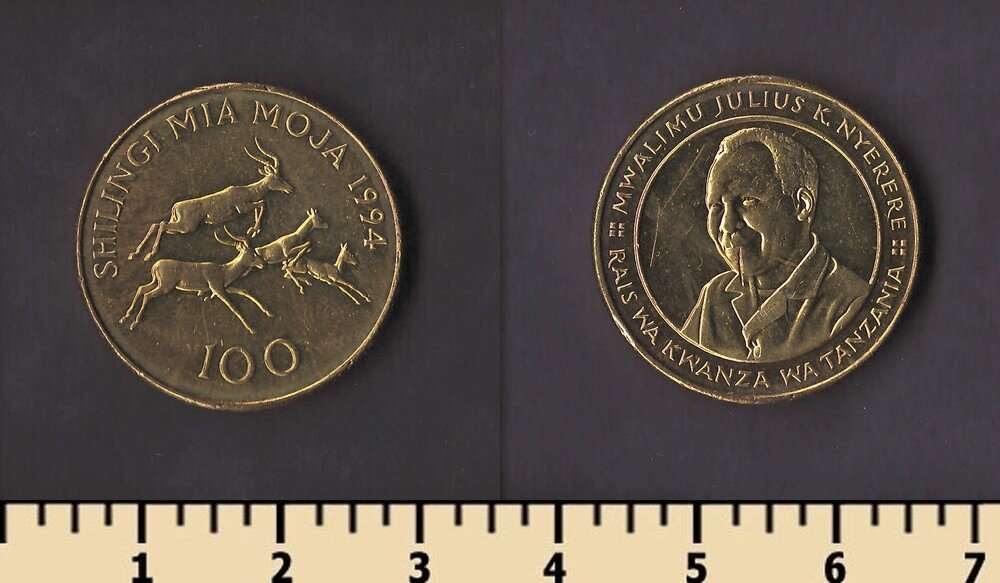 SHILINGI MIA MOJA 1994
100
MWALIMU JULIUS K. NYERERE
RAIS WA KWANZA WA TANZANIA
1 2 3 4 5 6 7